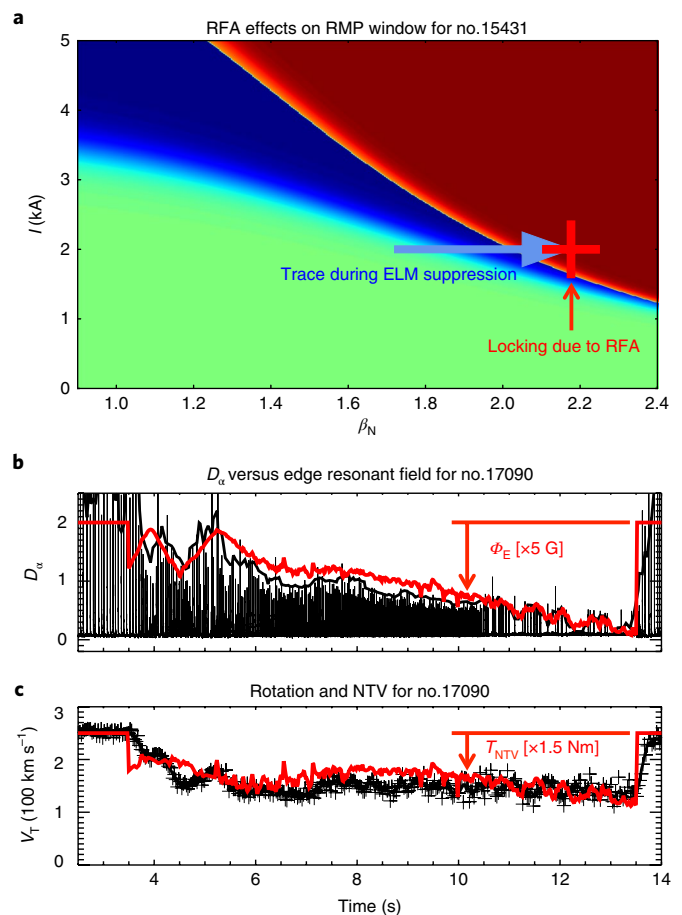 a
RFA effects on RMP window for no.15431
5
4
3
2
1
0
I (kA)
Trace during ELM suppression
Locking due to RFA
1.0 1.2 1.4 1.6 1.8 2.0 2.2 2.4
βN
b
Dα versus edge resonant field for no.17090
2
1
0
Dα
ΦE [×5 G]
c
Rotation and NTV for no.17090
3
2
1
0
VT (100 km s⁻¹)
TNTV [×1.5 Nm]
4 6 8 10 12 14
Time (s)